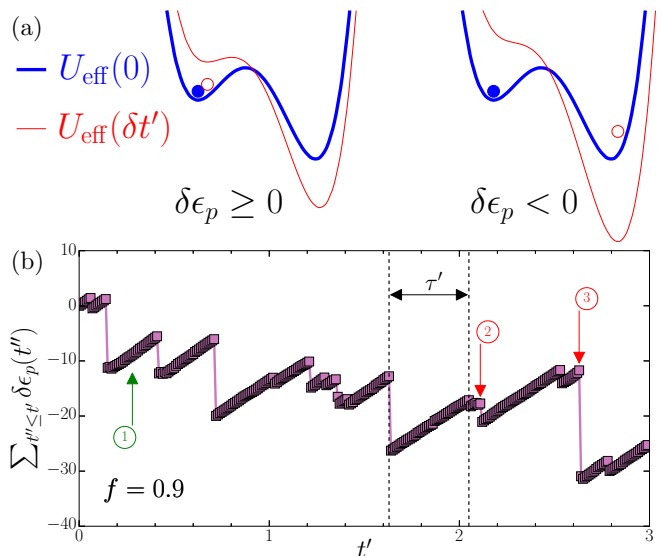 (a)
U_eff(0)
U_eff(δt′)
δϵ_p ≥ 0
δϵ_p < 0
(b)
10
0
−10
−20
−30
−40
∑_{t″≤t′} δϵ_p(t″)
τ′
1
2
3
f = 0.9
0 1 2 3
t′